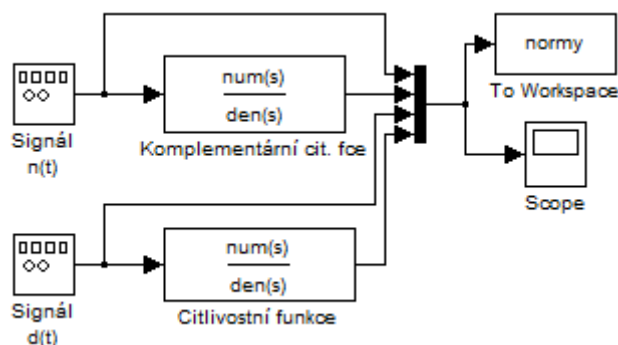 num(s)
den(s)
Komplementární cit. fce
Signál
n(t)
normy
To Workspace
Scope
num(s)
den(s)
Citlivostní funkce
Signál
d(t)